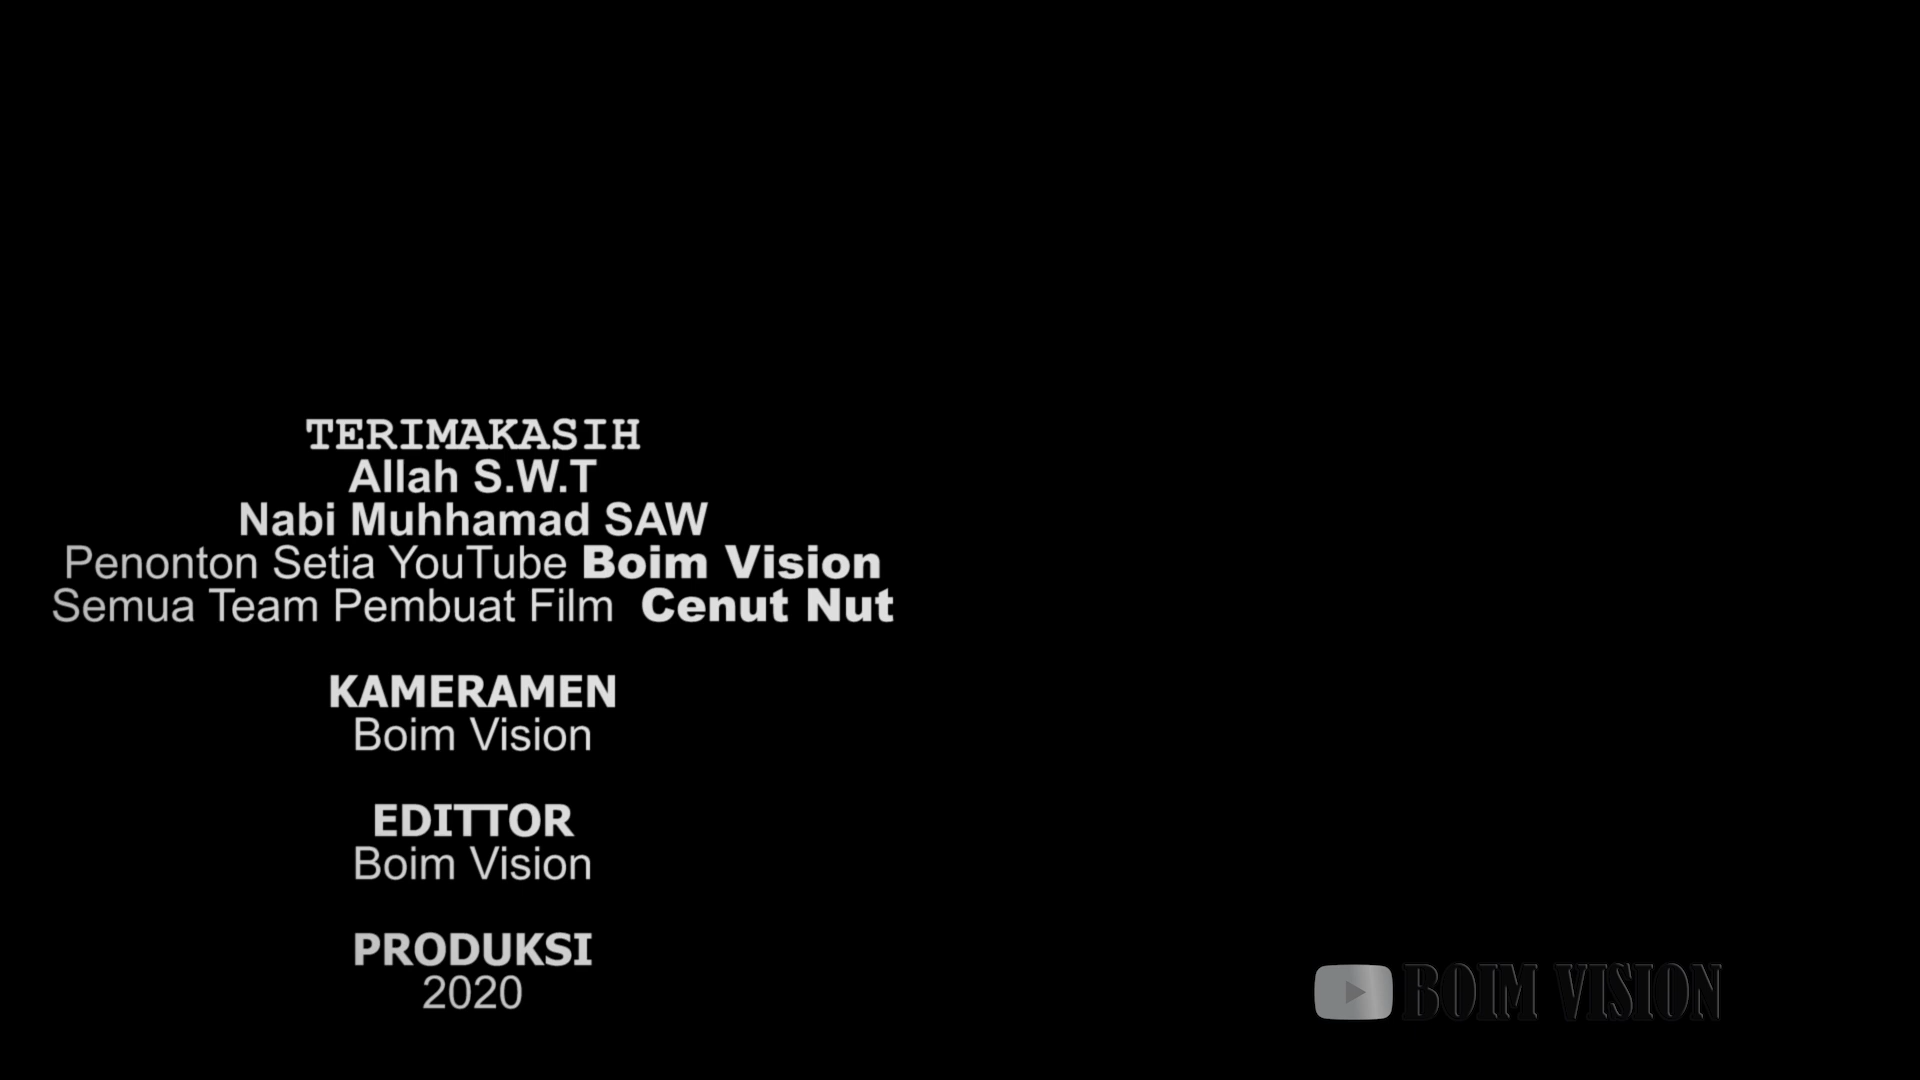 TERIMAKASIH
Allah S.W.T
Nabi Muhhamad SAW
Penonton Setia YouTube Boim Vision
Semua Team Pembuat Film Cenut Nut
KAMERAMEN
Boim Vision
EDITTOR
Boim Vision
PRODUKSI
2020
BOIM VISION